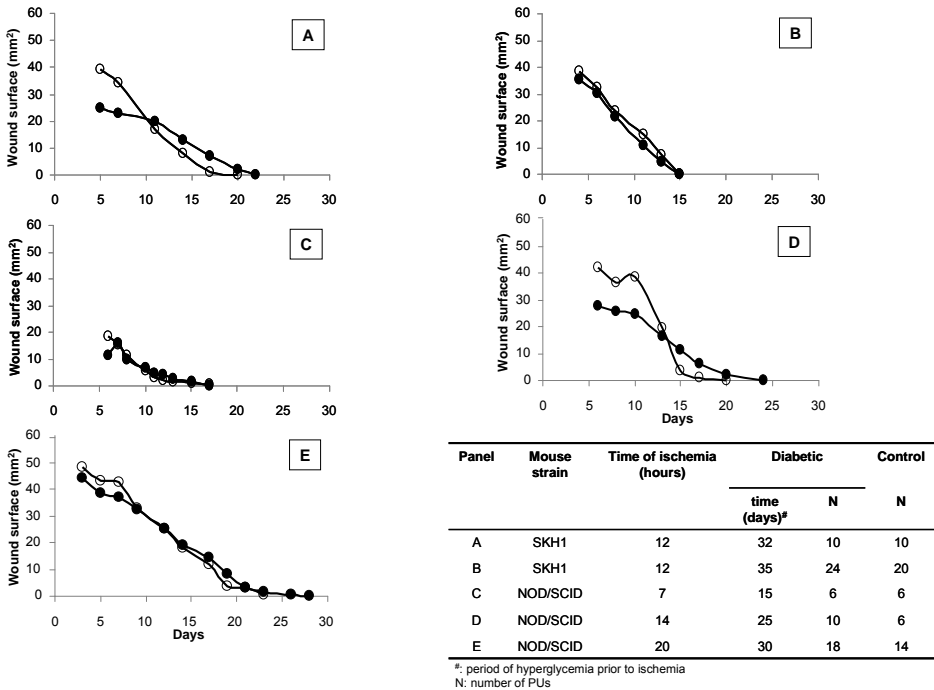 A
Wound surface (mm²)
60
50
40
30
20
10
0
0 5 10 15 20 25 30
B
Wound surface (mm²)
60
50
40
30
20
10
0
0 5 10 15 20 25 30
C
Wound surface (mm²)
60
50
40
30
20
10
0
0 5 10 15 20 25 30
D
Wound surface (mm²)
60
50
40
30
20
10
0
0 5 10 15 20 25 30
Days
E
Wound surface (mm²)
60
50
40
30
20
10
0
0 5 10 15 20 25 30
Days
Panel Mouse strain Time of ischemia (hours) Diabetic Control
time (days)# N N
A SKH1 12 32 10 10
B SKH1 12 35 24 20
C NOD/SCID 7 15 6 6
D NOD/SCID 14 25 10 6
E NOD/SCID 20 30 18 14
#: period of hyperglycemia prior to ischemia
N: number of PUs